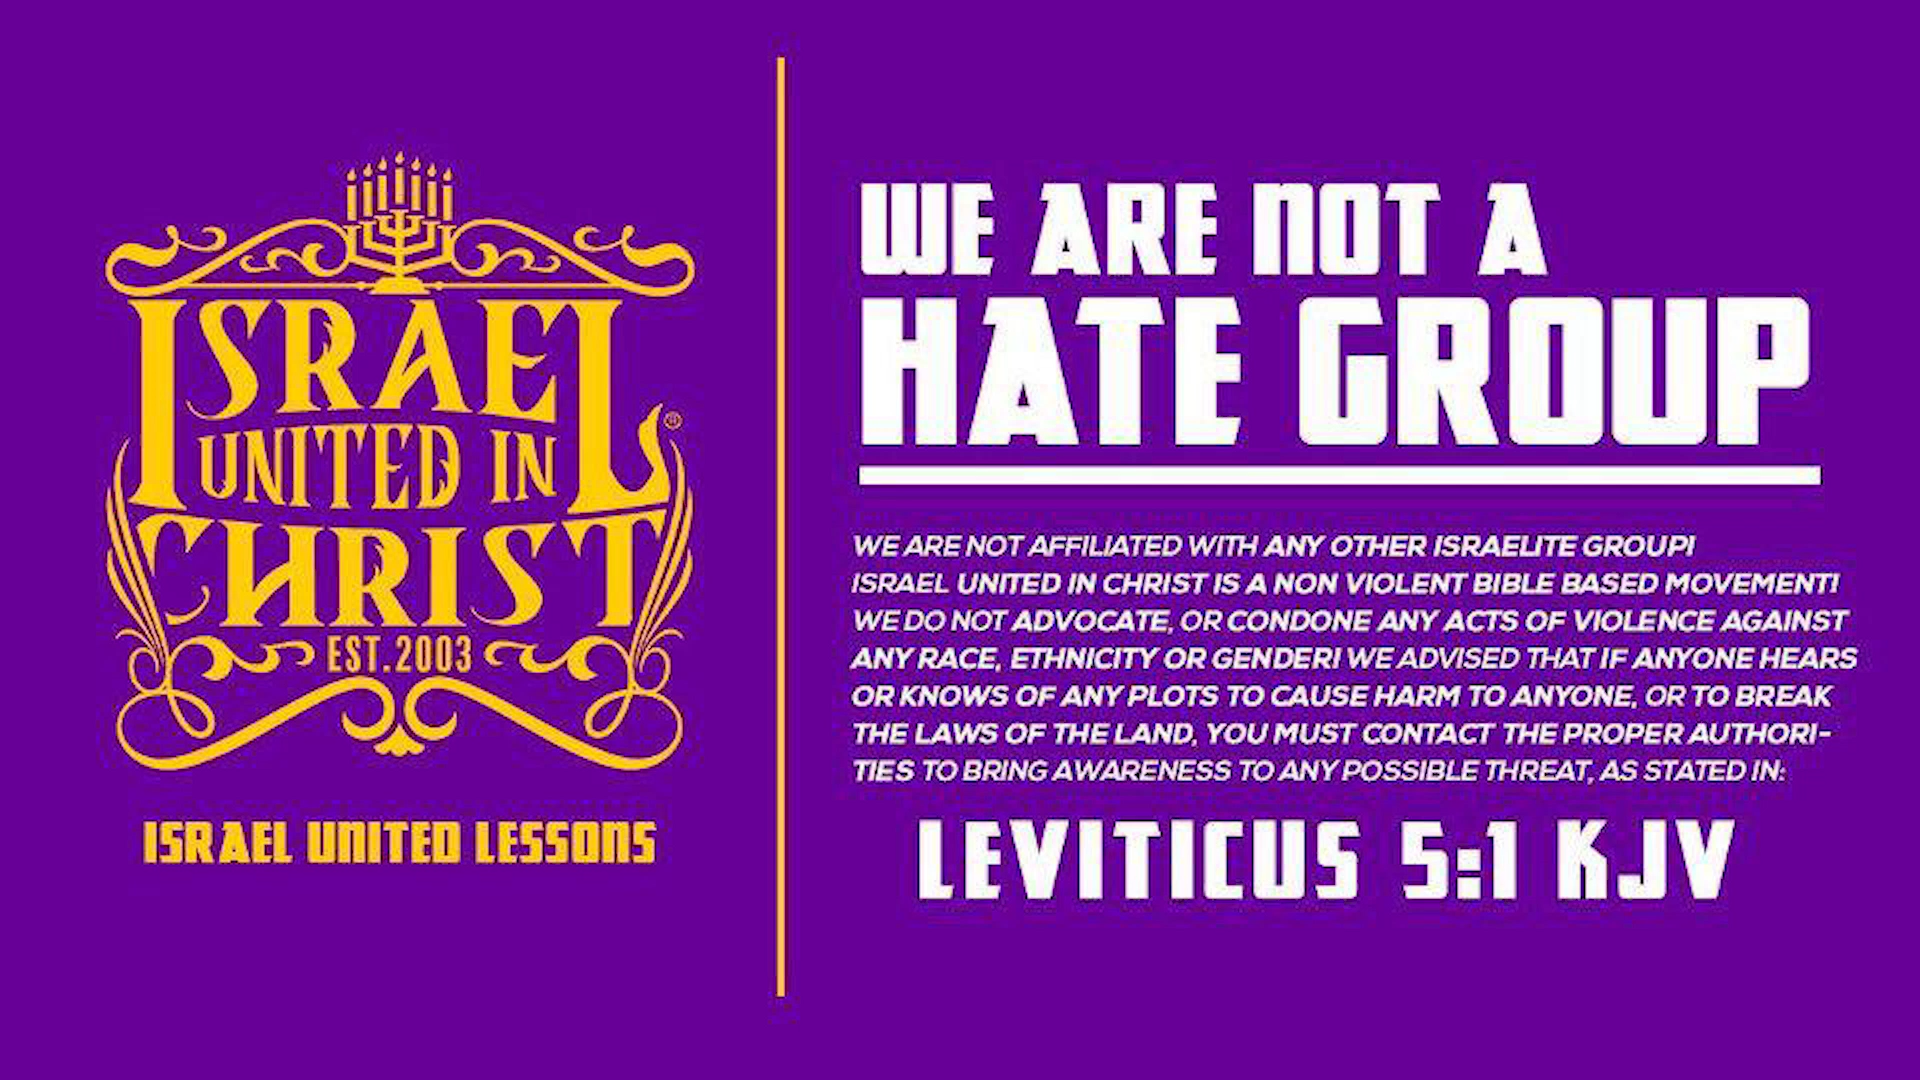 ISRAEL
UNITED IN
CHRIST
®
EST. 2003
ISRAEL UNITED LESSONS
WE ARE NOT A
HATE GROUP
WE ARE NOT AFFILIATED WITH ANY OTHER ISRAELITE GROUP!
ISRAEL UNITED IN CHRIST IS A NON VIOLENT BIBLE BASED MOVEMENT!
WE DO NOT ADVOCATE, OR CONDONE ANY ACTS OF VIOLENCE AGAINST
ANY RACE, ETHNICITY OR GENDER! WE ADVISED THAT IF ANYONE HEARS
OR KNOWS OF ANY PLOTS TO CAUSE HARM TO ANYONE, OR TO BREAK
THE LAWS OF THE LAND, YOU MUST CONTACT THE PROPER AUTHORI-
TIES TO BRING AWARENESS TO ANY POSSIBLE THREAT, AS STATED IN:
LEVITICUS 5:1 KJV